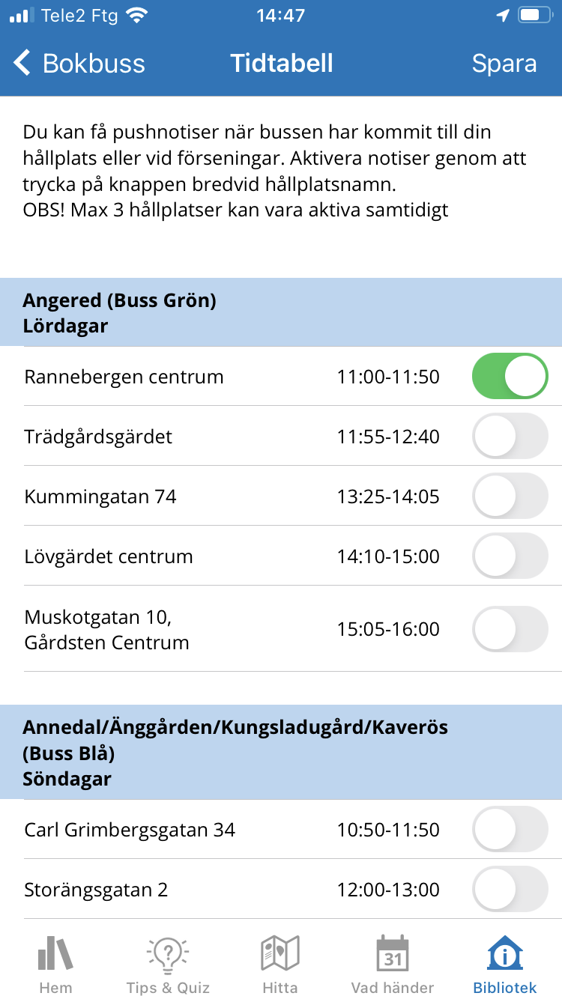 Tele2 Ftg 14:47
Bokbuss Tidtabell Spara
Du kan få pushnotiser när bussen har kommit till din
hållplats eller vid förseningar. Aktivera notiser genom att
trycka på knappen bredvid hållplatsnamn.
OBS! Max 3 hållplatser kan vara aktiva samtidigt
Angered (Buss Grön)
Lördagar
Rannebergen centrum 11:00-11:50
Trädgårdsgärdet 11:55-12:40
Kummingatan 74 13:25-14:05
Lövgärdet centrum 14:10-15:00
Muskotgatan 10,
Gårdsten Centrum 15:05-16:00
Annedal/Änggården/Kungsladugård/Kaverös
(Buss Blå)
Söndagar
Carl Grimbergsgatan 34 10:50-11:50
Storängsgatan 2 12:00-13:00
31
Hem Tips & Quiz Hitta Vad händer Bibliotek